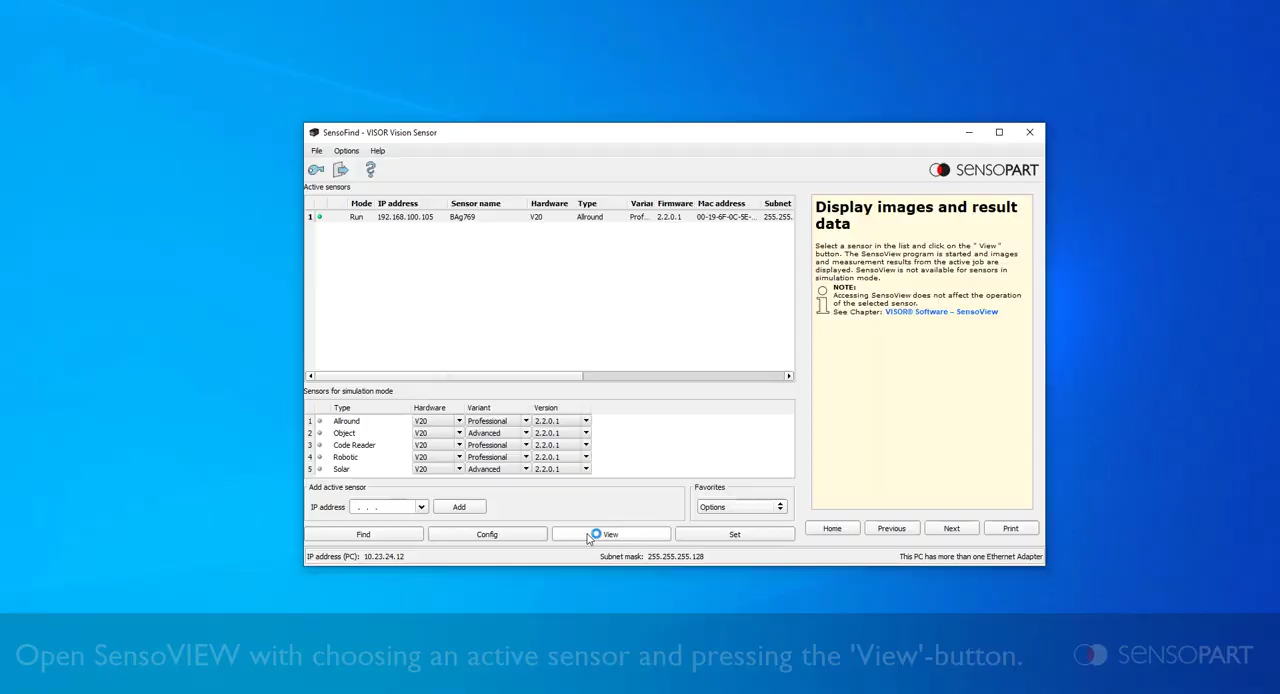 SensoFind - VISOR Vision Sensor
File Options Help
SENSOPART
Active sensors
Mode IP address Sensor name Hardware Type Variar Firmware Mac address Subnet
1 Run 192.168.100.105 BAg769 V20 Allround Prof... 2.2.0.1 00-19-6F-0C-5E-... 255.255.
Display images and result
data
Select a sensor in the list and click on the " View "
button. The SensoView program is started and images
and measurement results from the active job are
displayed. SensoView is not available for sensors in
simulation mode.
NOTE:
Accessing SensoView does not affect the operation
of the selected sensor.
See Chapter: VISOR® Software – SensoView
Sensors for simulation mode
Type Hardware Variant Version
1 Allround V20 Professional 2.2.0.1
2 Object V20 Advanced 2.2.0.1
3 Code Reader V20 Professional 2.2.0.1
4 Robotic V20 Professional 2.2.0.1
5 Solar V20 Advanced 2.2.0.1
Add active sensor
IP address . . . Add
Favorites
Options
Find Config View Set
Home Previous Next Print
IP address (PC): 10.23.24.12 Subnet mask: 255.255.255.128 This PC has more than one Ethernet Adapter
Open SensoVIEW with choosing an active sensor and pressing the 'View'-button.
SENSOPART